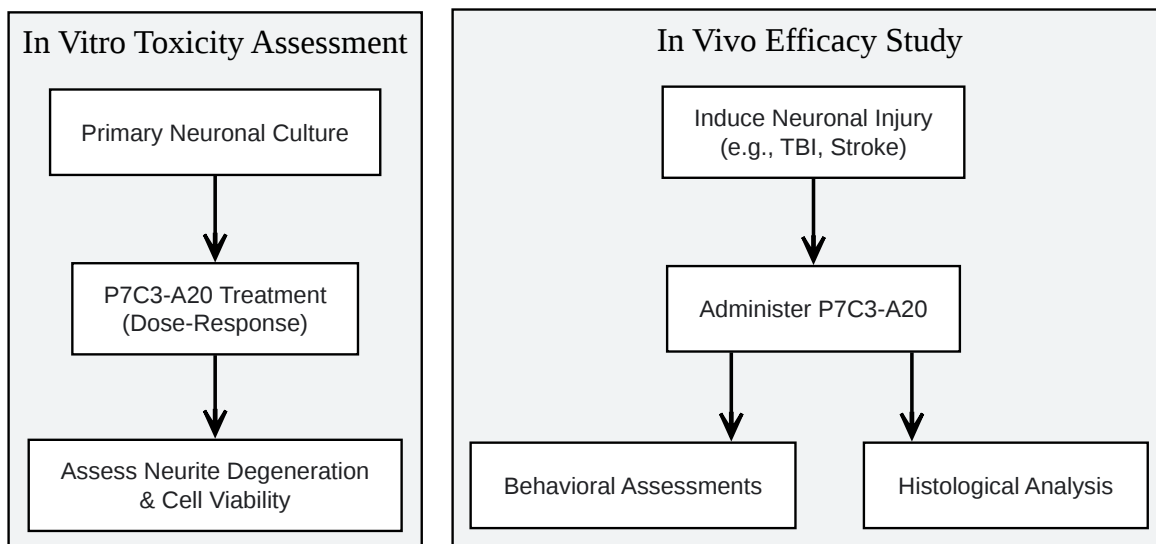 In Vitro Toxicity Assessment
Primary Neuronal Culture
P7C3-A20 Treatment
(Dose-Response)
Assess Neurite Degeneration
& Cell Viability
In Vivo Efficacy Study
Induce Neuronal Injury
(e.g., TBI, Stroke)
Administer P7C3-A20
Behavioral Assessments
Histological Analysis